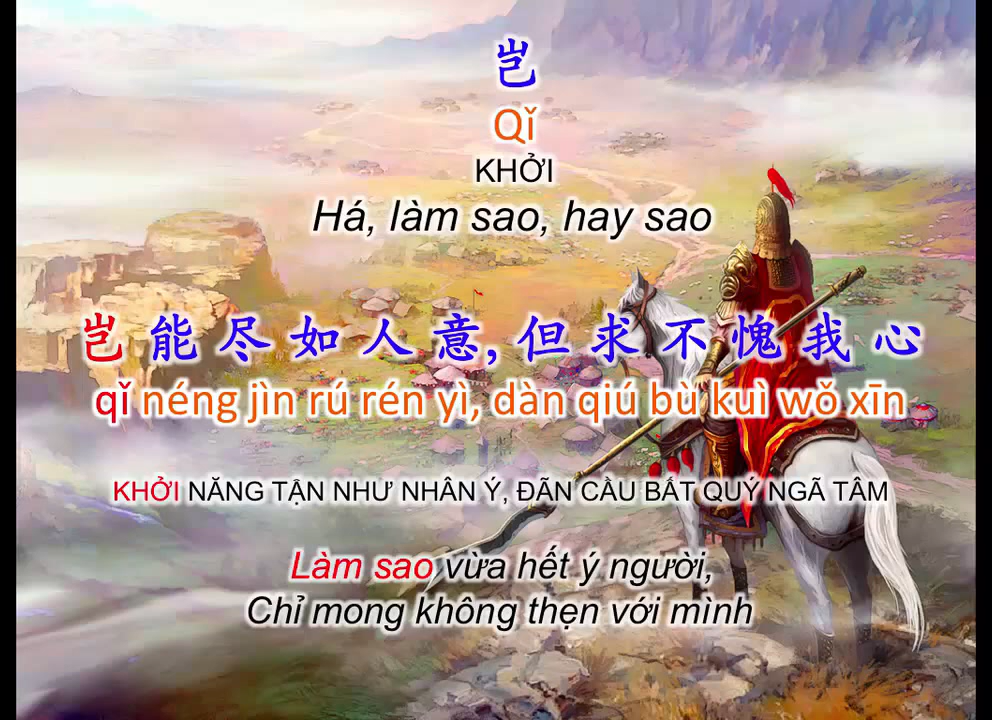 岂
Qǐ
KHỞI
Há, làm sao, hay sao
岂能尽如人意,但求不愧我心
qǐ néng jìn rú rén yì, dàn qiú bù kuì wǒ xīn
KHỞI NĂNG TẬN NHƯ NHÂN Ý, ĐÃN CẦU BẤT QUÝ NGÃ TÂM
Làm sao vừa hết ý người,
Chỉ mong không thẹn với mình